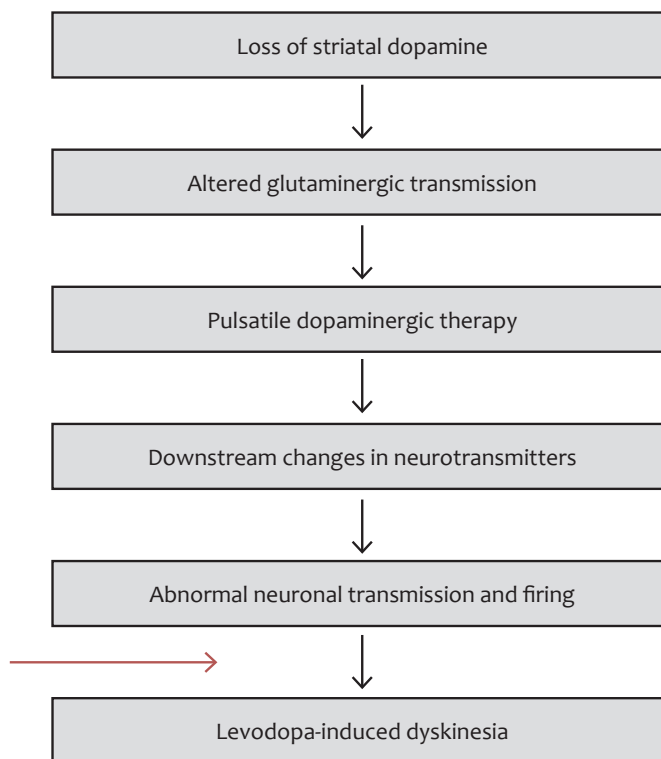 Loss of striatal dopamine
Altered glutaminergic transmission
Pulsatile dopaminergic therapy
Downstream changes in neurotransmitters
Abnormal neuronal transmission and firing
Levodopa-induced dyskinesia